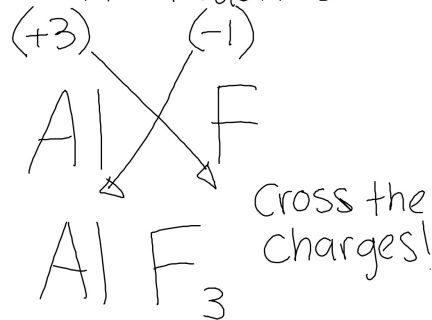 (+3) (-1)
Al F
Cross the
charges!
Al F3